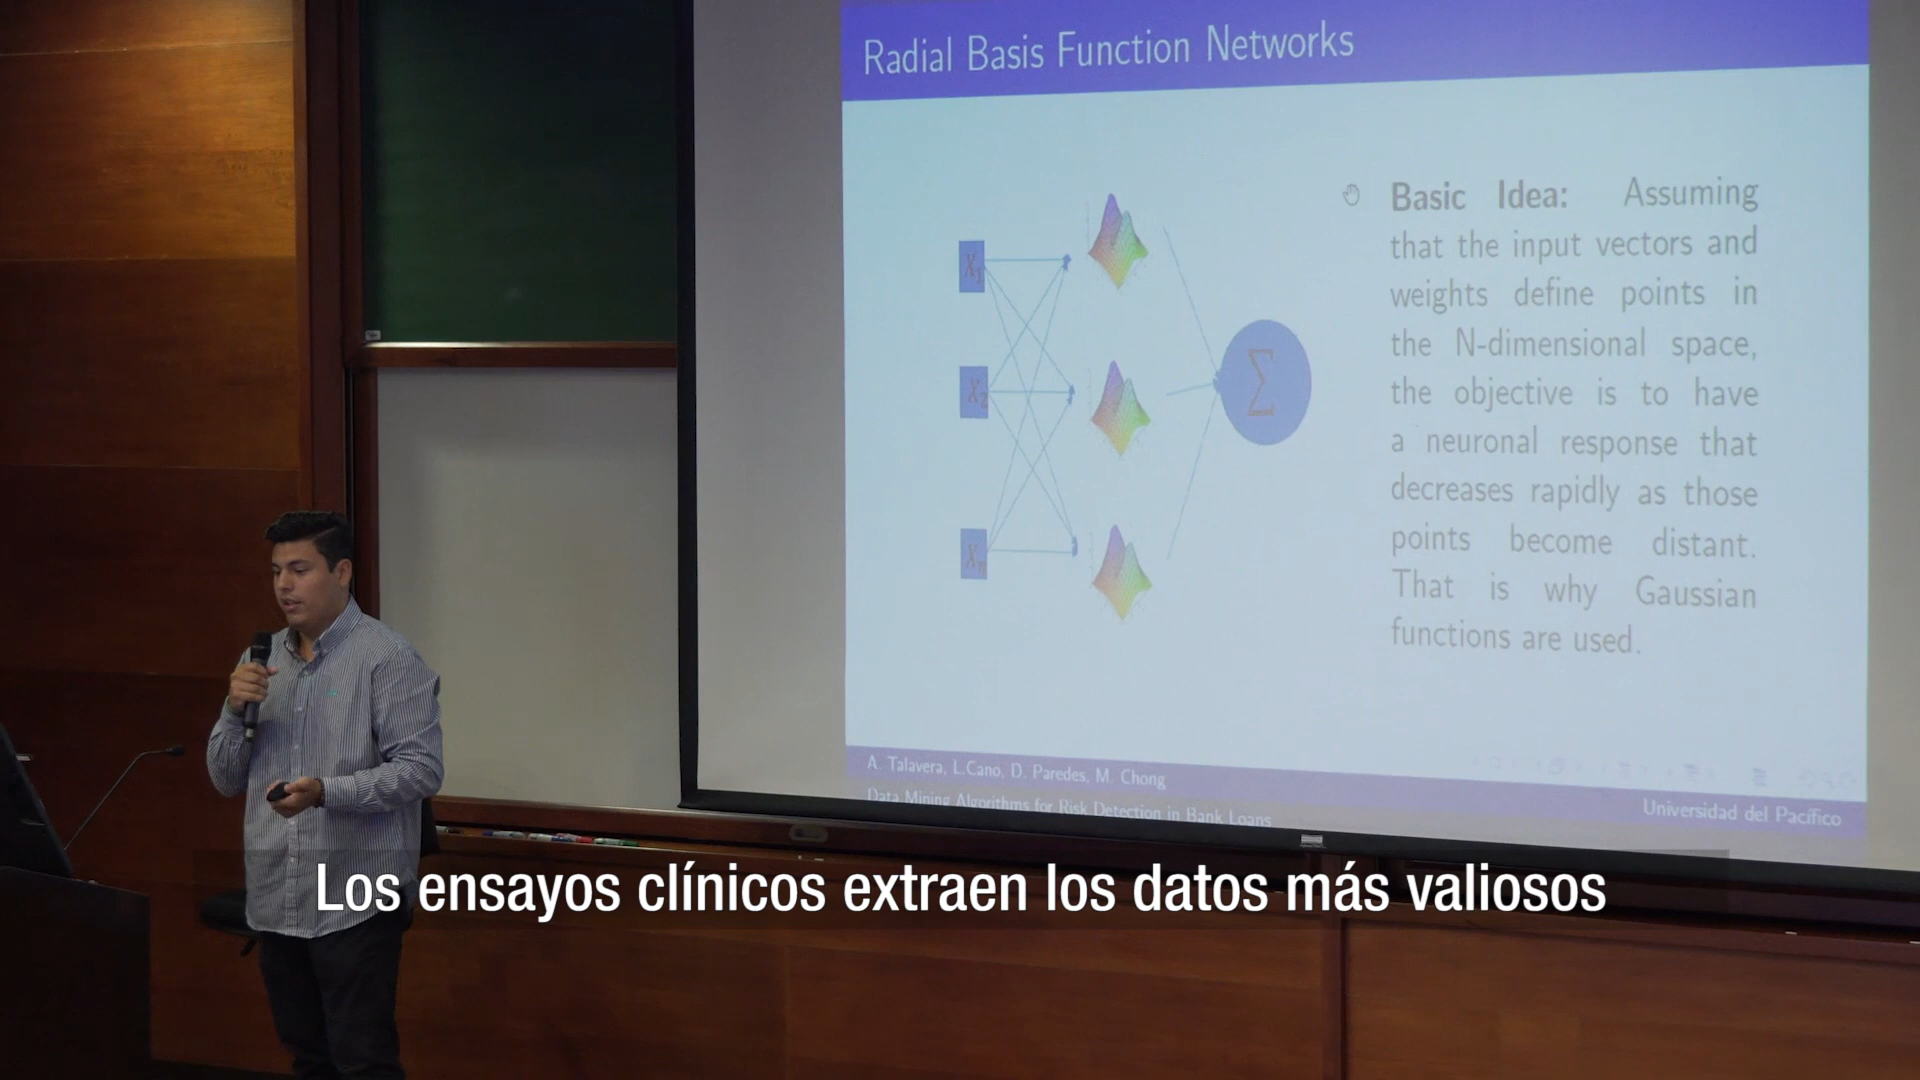 Radial Basis Function Networks
X₁
X₂
Xₙ
Σ
Basic Idea: Assuming
that the input vectors and
weights define points in
the N-dimensional space,
the objective is to have
a neuronal response that
decreases rapidly as those
points become distant.
That is why Gaussian
functions are used.
A. Talavera, L.Cano, D. Paredes, M. Chong
Data Mining Algorithms for Risk Detection in Bank Loans
Universidad del Pacífico
Los ensayos clínicos extraen los datos más valiosos